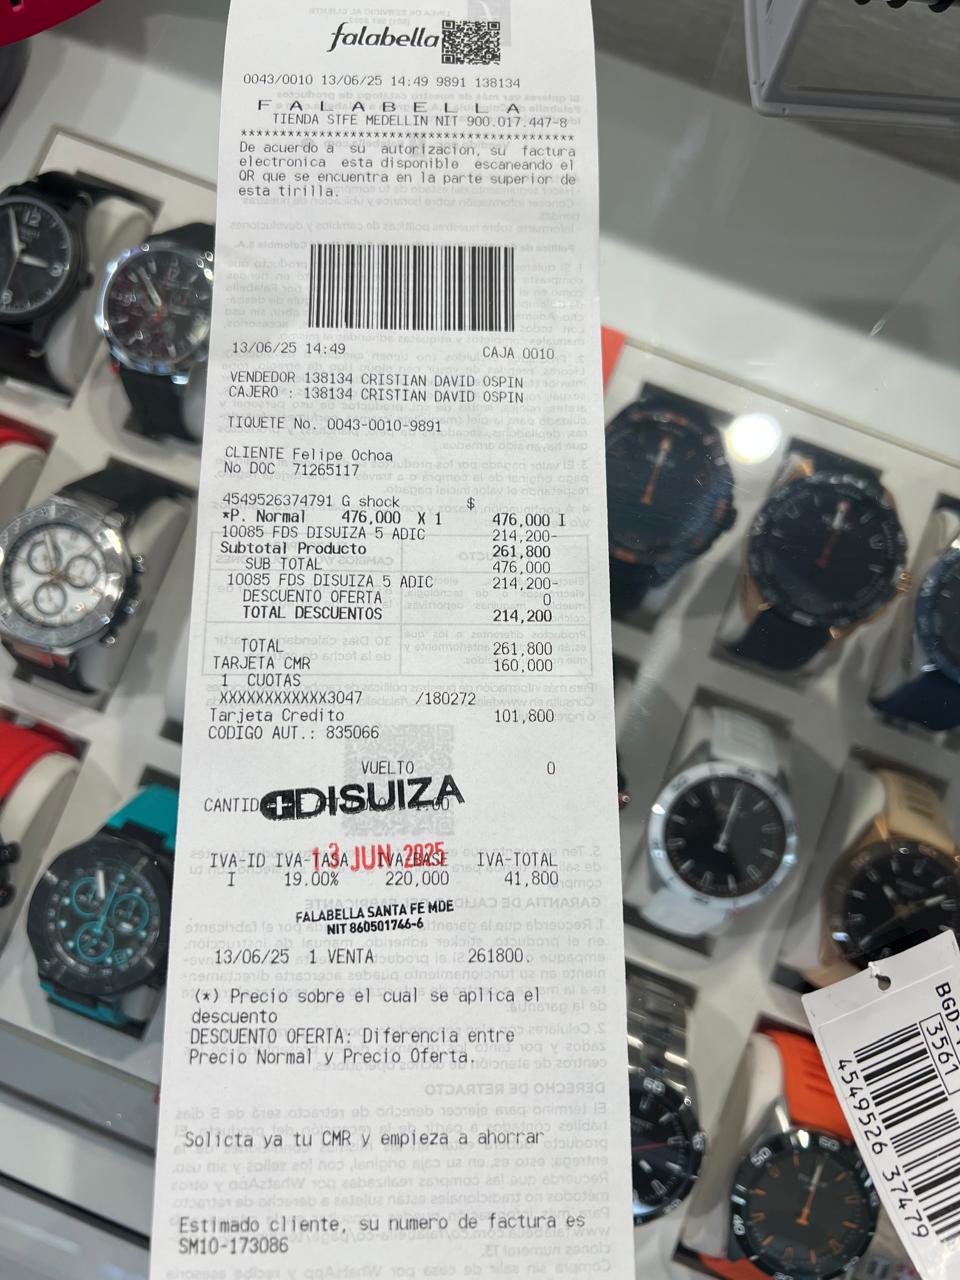 falabella
0043/0010 13/06/25 14:49 9891 138134
F A L A B E L L A
TIENDA STFE MEDELLIN NIT 900.017.447-8
****************************************
De acuerdo a su autorización, su factura
electronica esta disponible escaneando el
QR que se encuentra en la parte superior de
esta tirilla.
13/06/25 14:49 CAJA 0010
VENDEDOR 138134 CRISTIAN DAVID OSPIN
CAJERO : 138134 CRISTIAN DAVID OSPIN
TIQUETE No. 0043-0010-9891
CLIENTE Felipe Ochoa
No DOC 71265117
4549526374791 G shock $
*P. Normal 476,000 X 1 476,000 I
10085 FDS DISUIZA 5 ADIC 214,200-
Subtotal Producto 261,800
SUB TOTAL 476,000
10085 FDS DISUIZA 5 ADIC 214,200-
DESCUENTO OFERTA 0
TOTAL DESCUENTOS 214,200
TOTAL 261,800
TARJETA CMR 160,000
1 CUOTAS
XXXXXXXXXXXX3047 /180272
Tarjeta Credito 101,800
CODIGO AUT.: 835066
VUELTO 0
DISUIZA
13 JUN 2025
IVA-ID IVA-TASA IVA/BASE IVA-TOTAL
I 19.00% 220,000 41,800
FALABELLA SANTA FE MDE
NIT 860501746-6
13/06/25 1 VENTA 261800.
(*) Precio sobre el cual se aplica el
descuento
DESCUENTO OFERTA: Diferencia entre
Precio Normal y Precio Oferta.
Solicta ya tu CMR y empieza a ahorrar
Estimado cliente, su numero de factura es
SM10-173086
3561
4549526 37479